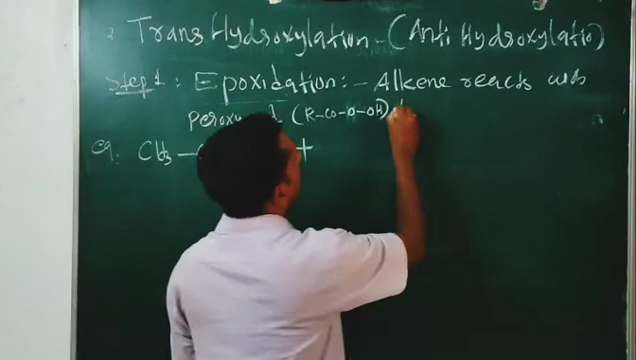 2 Trans Hydroxylation - (Anti Hydroxylatio)
Step 1 : Epoxidation :- Alkene reacts with
peroxy (R-CO-O-OH)
eg: CH3 - +